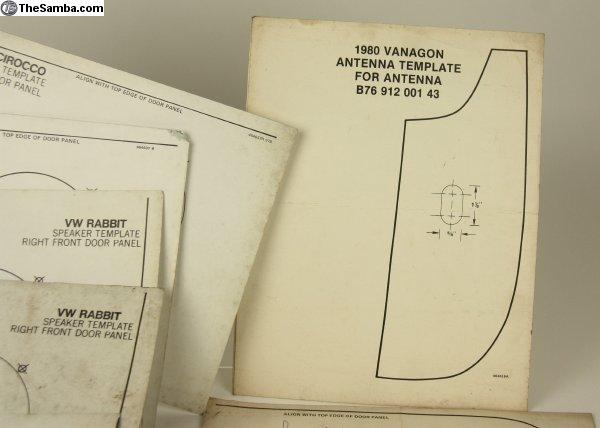 TheSamba.com
CIROCCO
TEMPLATE
OOR PANEL
ALIGN WITH TOP EDGE OF DOOR PANEL
TOP EDGE OF DOOR PANEL
VW RABBIT
SPEAKER TEMPLATE
RIGHT FRONT DOOR PANEL
VW RABBIT
SPEAKER TEMPLATE
RIGHT FRONT DOOR PANEL
1980 VANAGON
ANTENNA TEMPLATE
FOR ANTENNA
B76 912 001 43
ALIGN WITH TOP EDGE OF DOOR PANEL